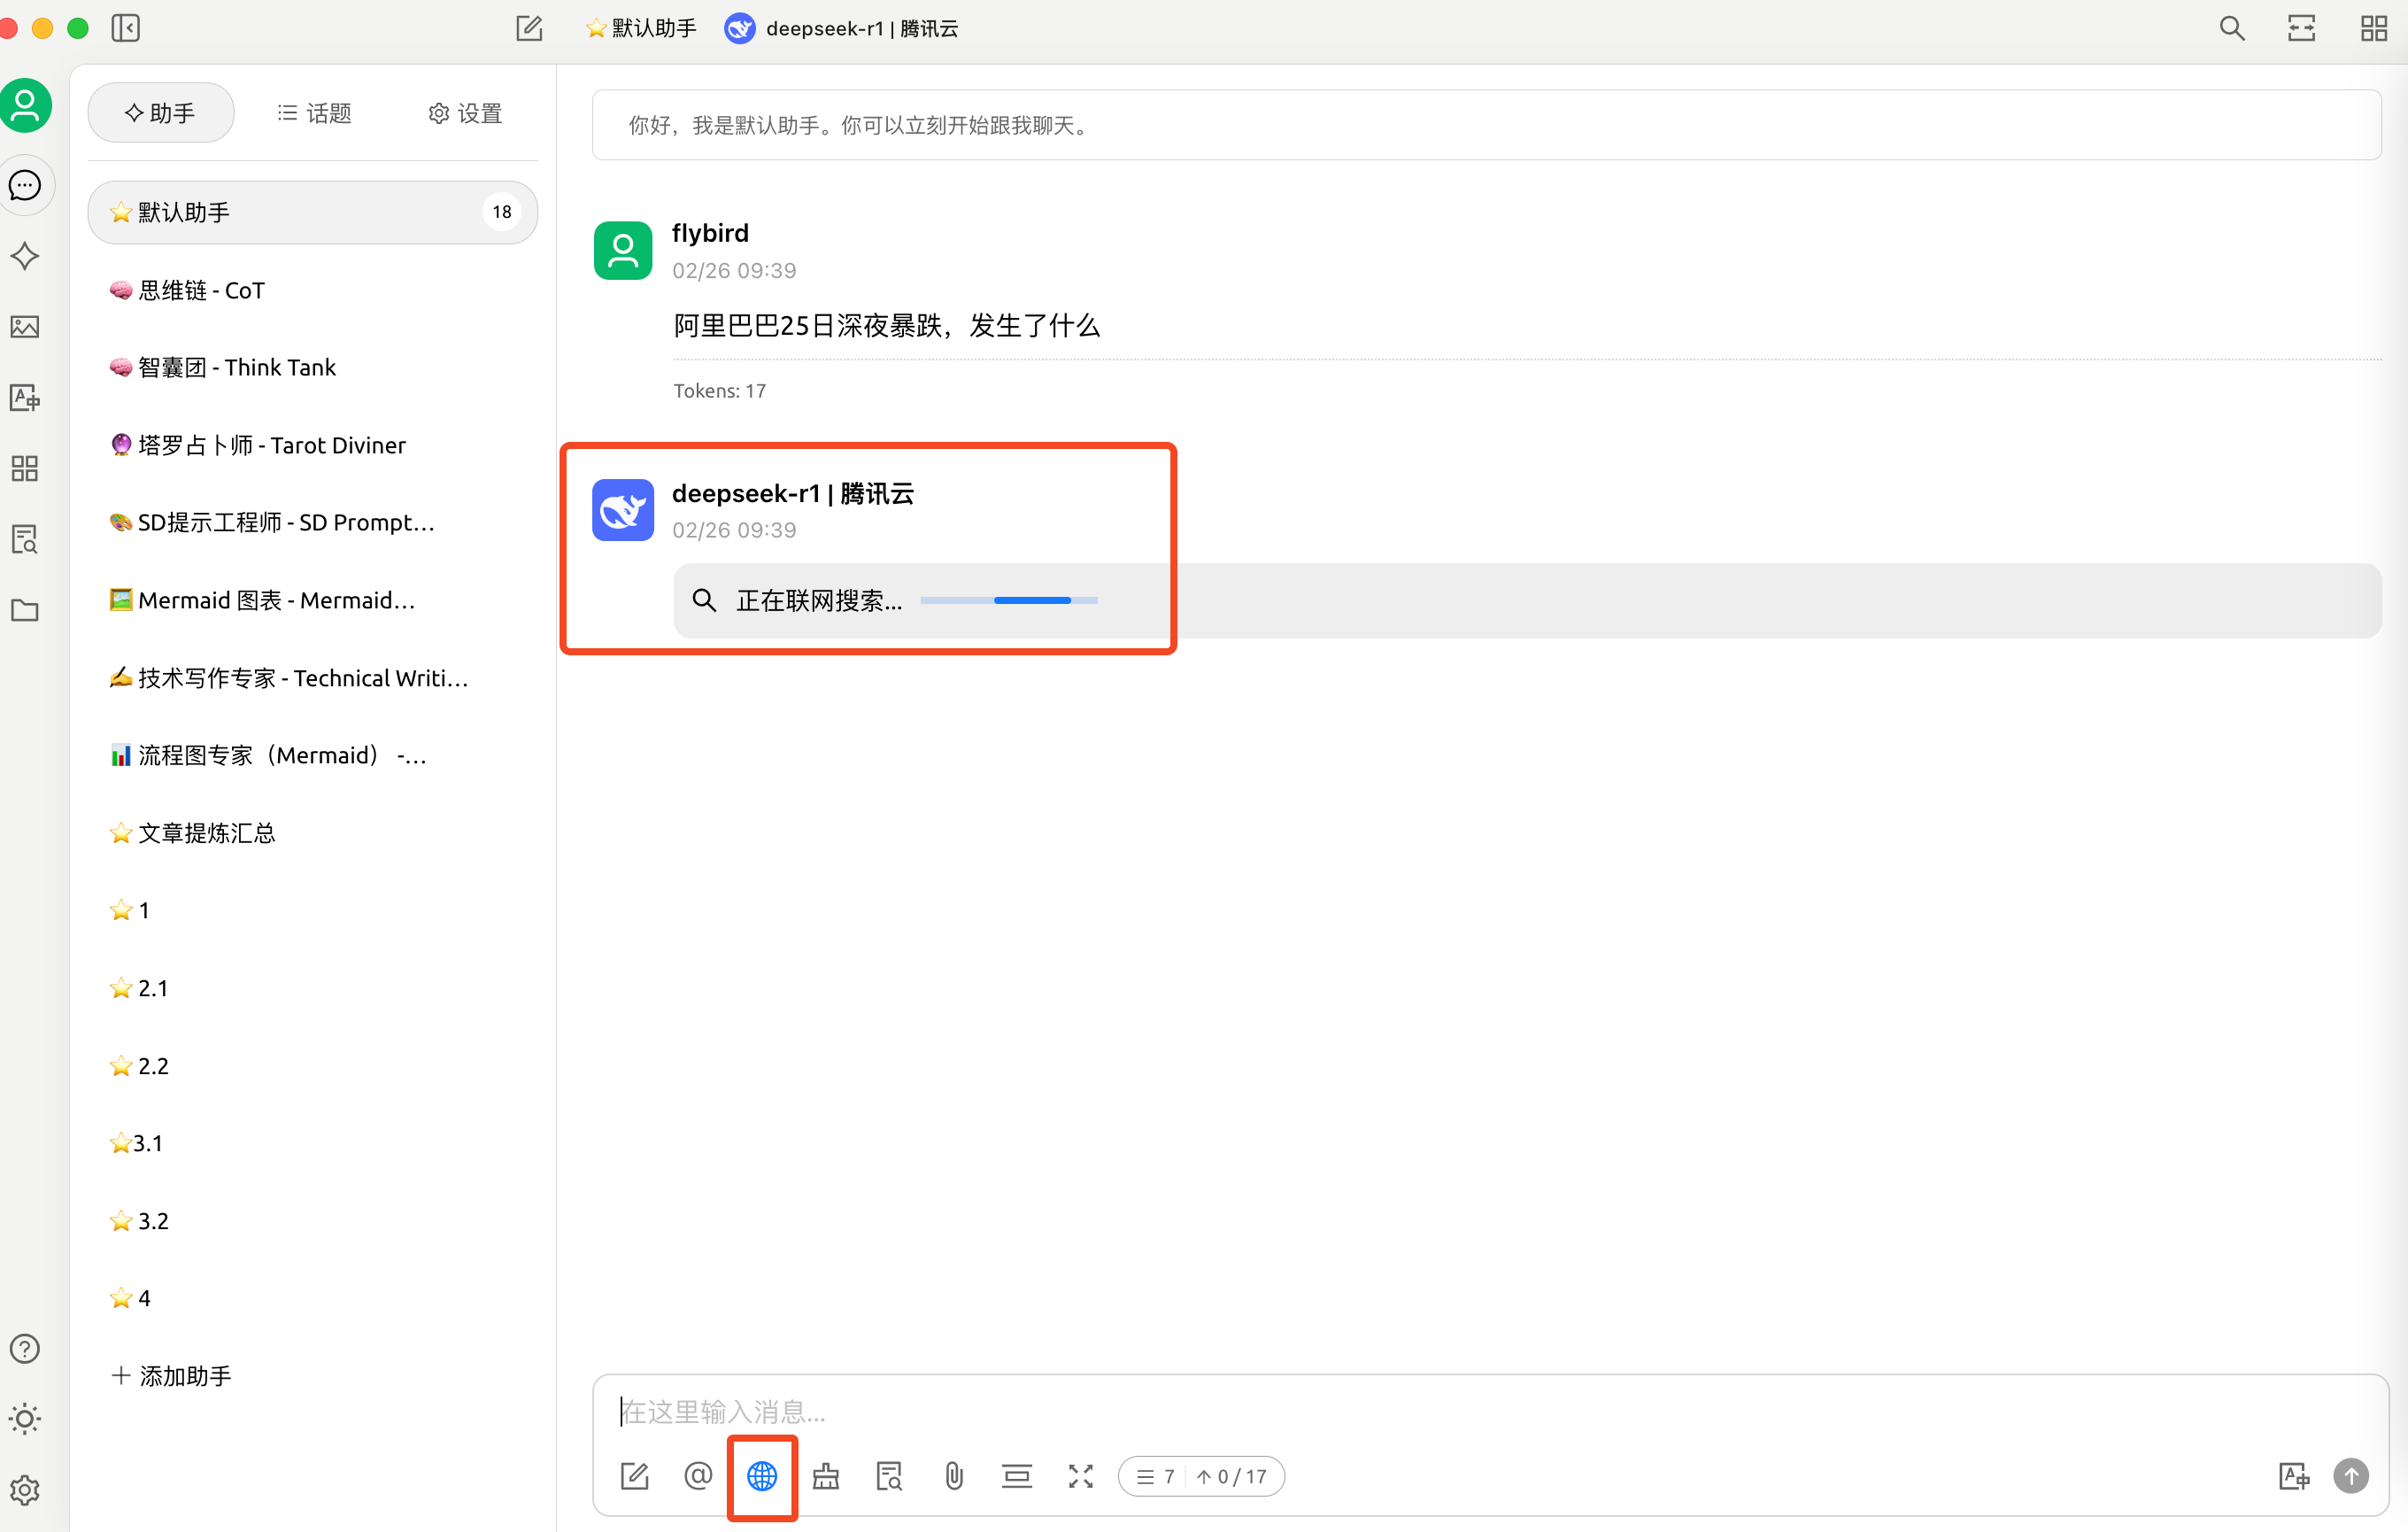 默认助手
deepseek-r1 | 腾讯云
助手
话题
设置
默认助手
18
思维链 - CoT
智囊团 - Think Tank
塔罗占卜师 - Tarot Diviner
SD提示工程师 - SD Prompt...
Mermaid 图表 - Mermaid...
技术写作专家 - Technical Writi...
流程图专家（Mermaid） -...
文章提炼汇总
1
2.1
2.2
3.1
3.2
4
添加助手
你好，我是默认助手。你可以立刻开始跟我聊天。
flybird
02/26 09:39
阿里巴巴25日深夜暴跌，发生了什么
Tokens: 17
deepseek-r1 | 腾讯云
02/26 09:39
正在联网搜索...
在这里输入消息...
7
0 / 17